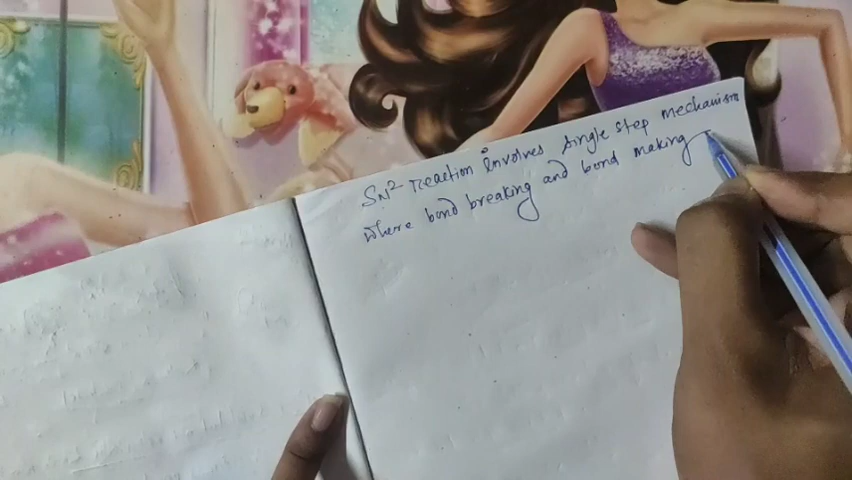 SN² reaction involves single step mechanism
where bond breaking and bond making